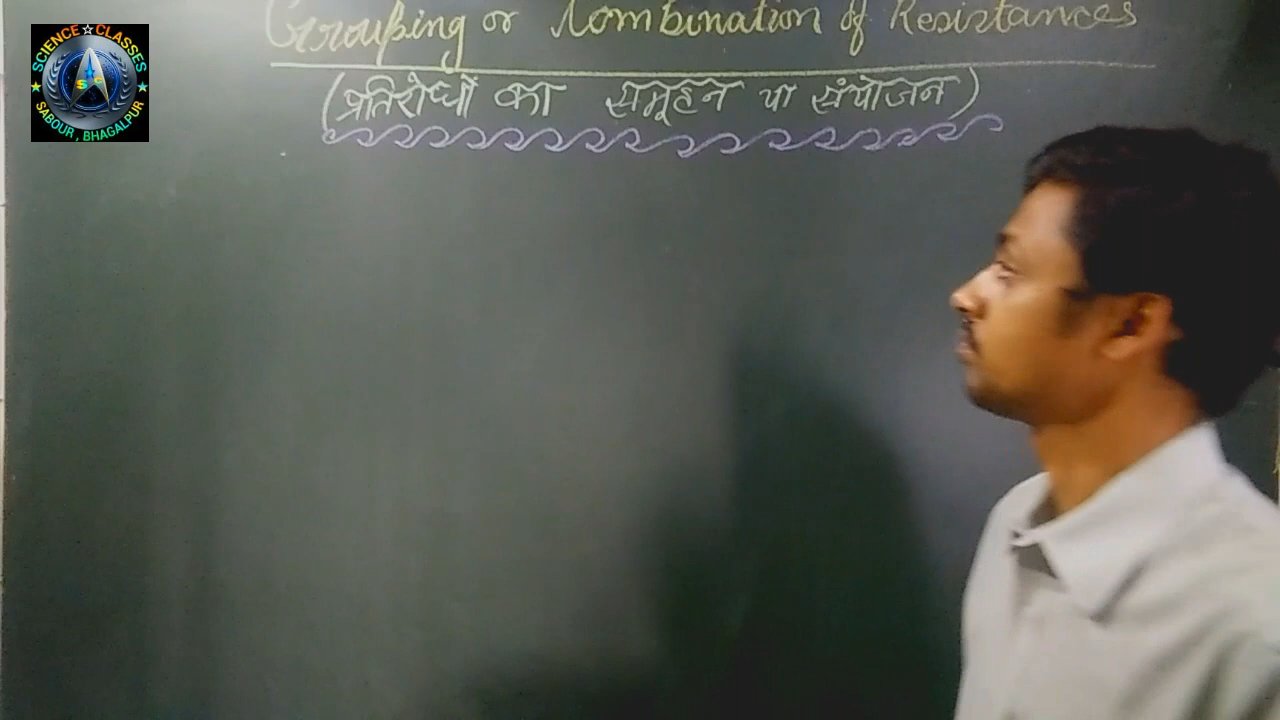 SCIENCE☆CLASSES
SABOUR, BHAGALPUR
Grouping or Combination of Resistances
(प्रतिरोधों का समूहन या संयोजन)